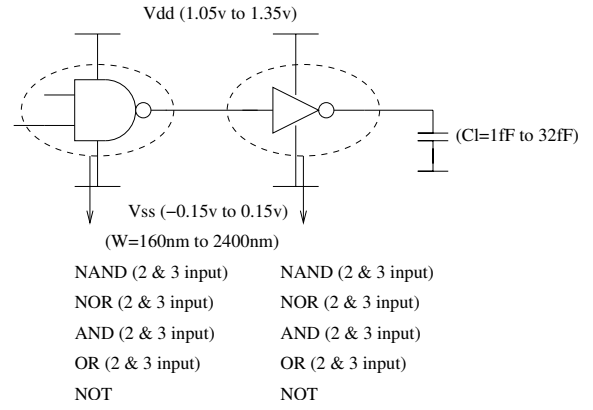 Vdd (1.05v to 1.35v)
(Cl=1fF to 32fF)
Vss (−0.15v to 0.15v)
(W=160nm to 2400nm)
NAND (2 & 3 input) NAND (2 & 3 input)
NOR (2 & 3 input) NOR (2 & 3 input)
AND (2 & 3 input) AND (2 & 3 input)
OR (2 & 3 input) OR (2 & 3 input)
NOT NOT